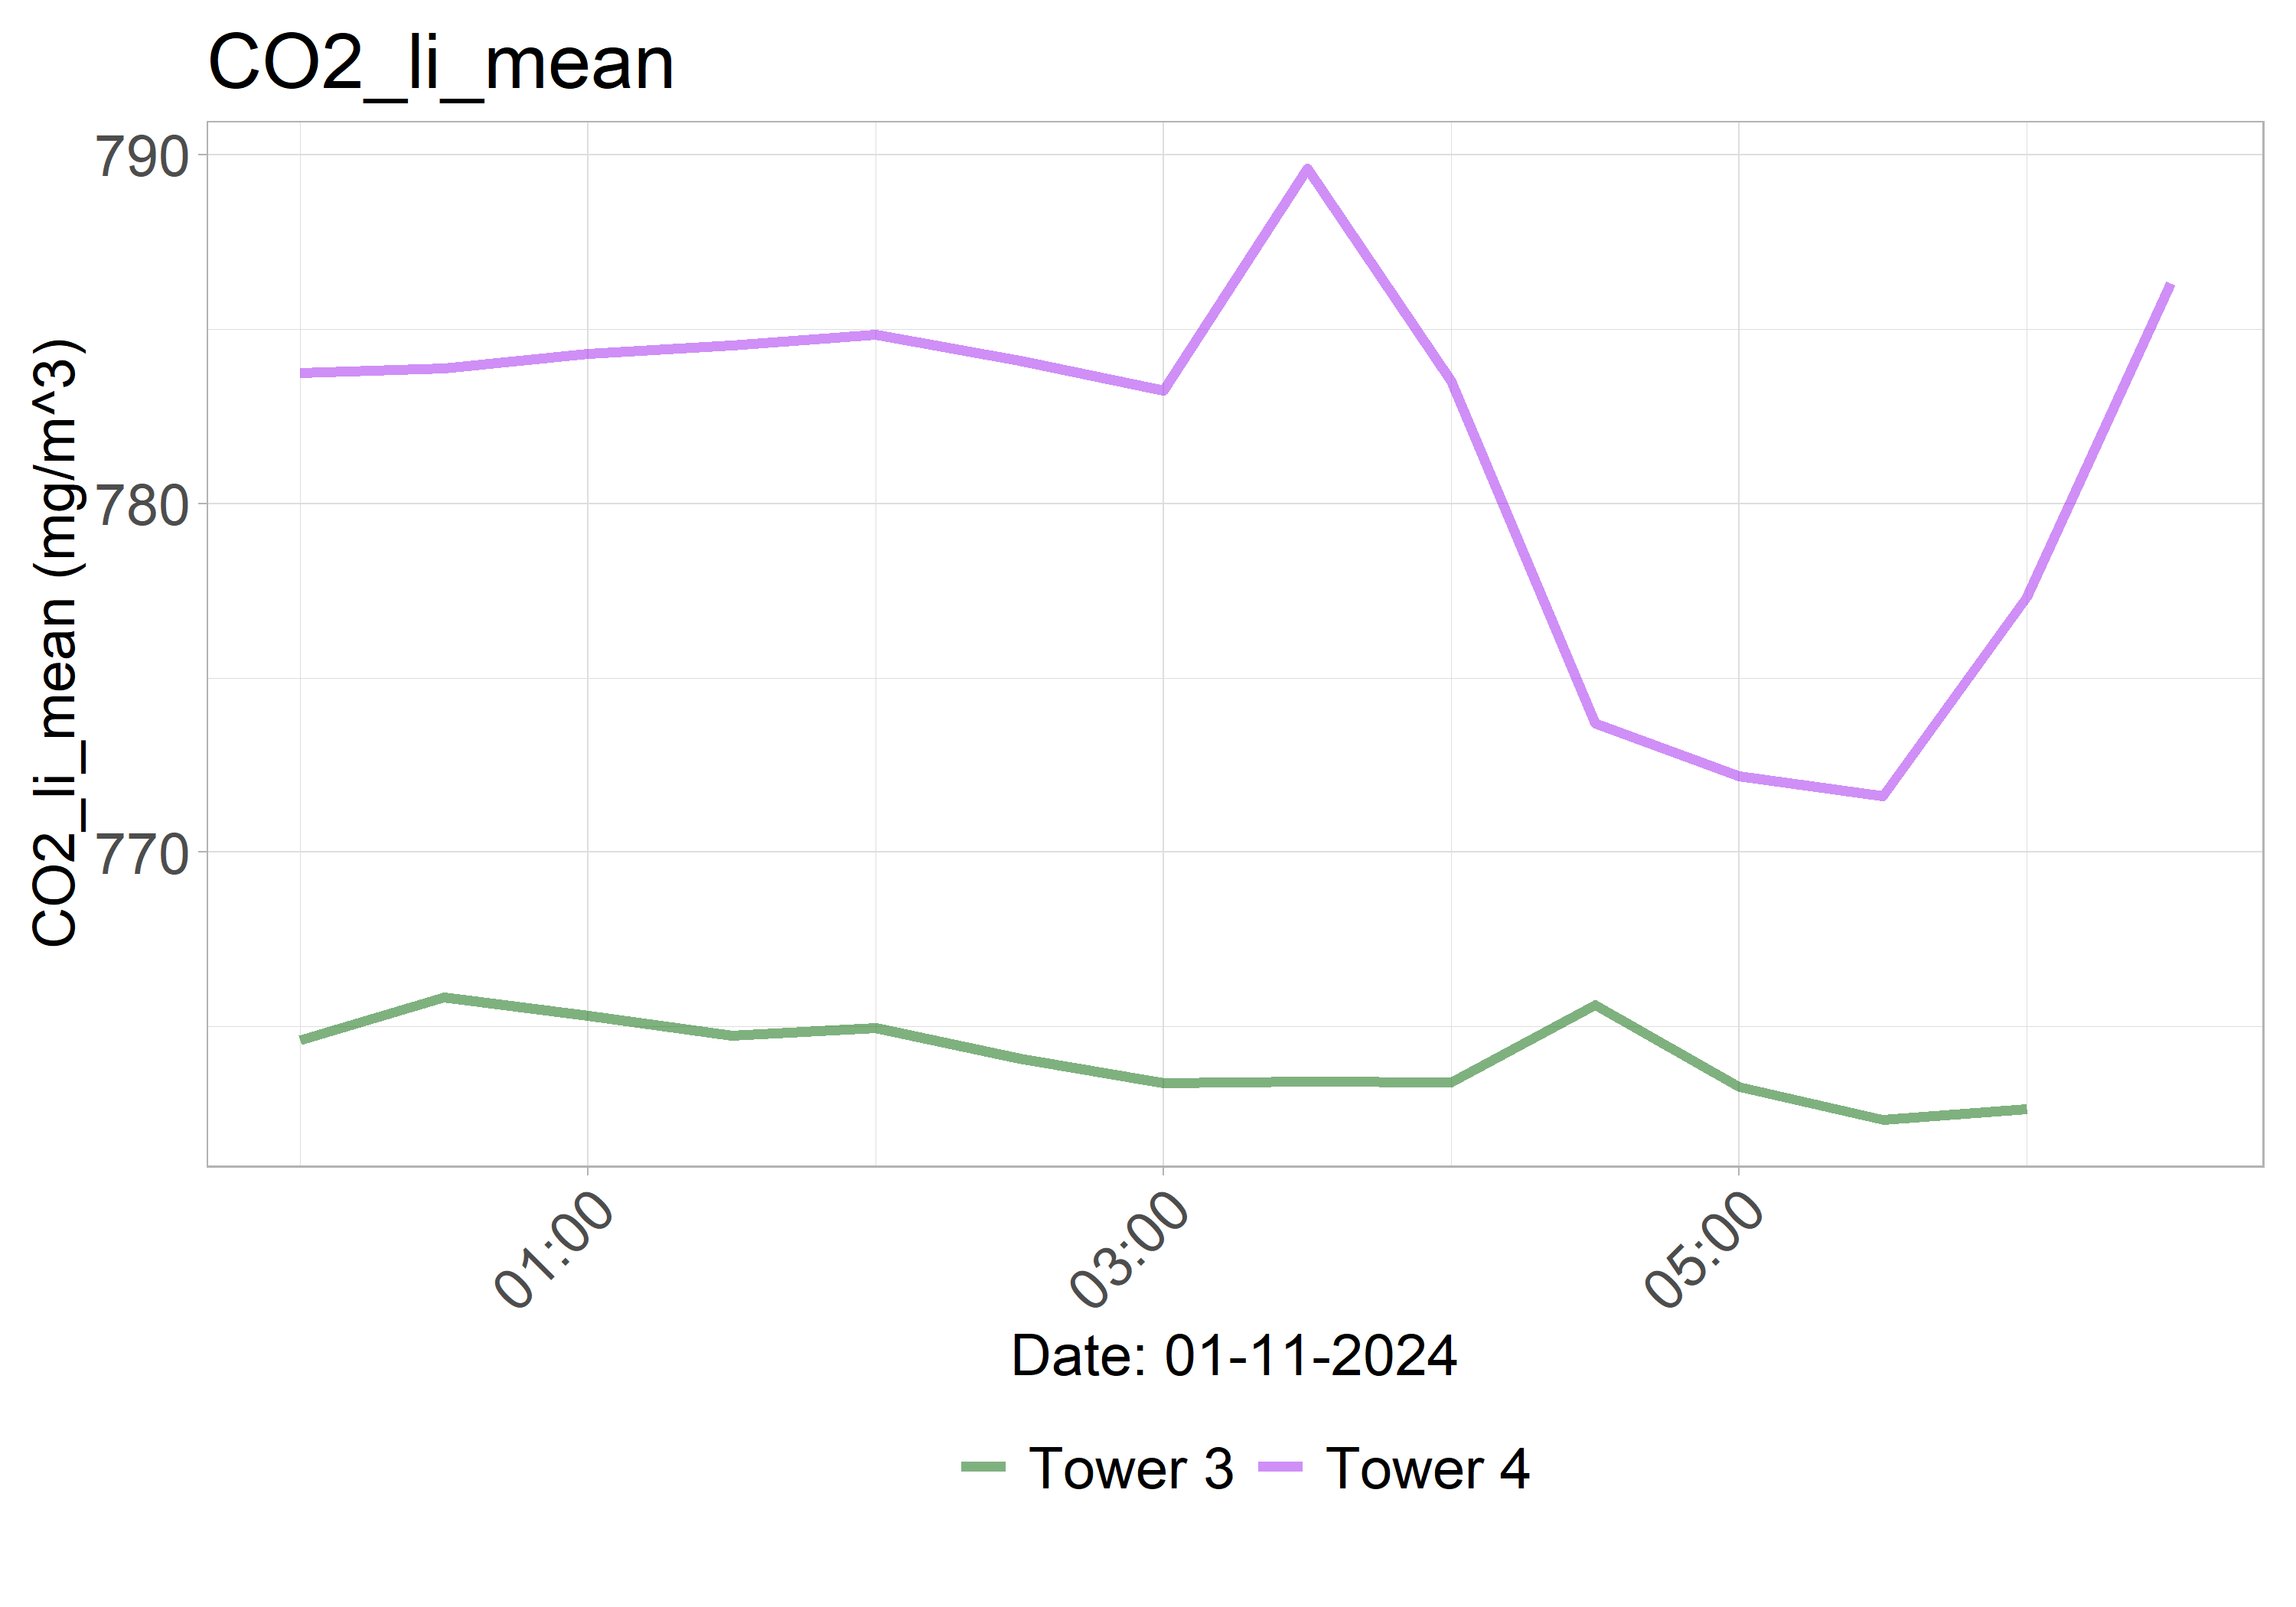 CO2_li_mean
CO2_li_mean (mg/m^3)
790
780
770
01:00
03:00
05:00
Date: 01-11-2024
Tower 3
Tower 4